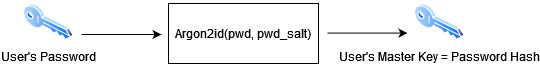 User's Password
Argon2id(pwd, pwd_salt)
User's Master Key = Password Hash